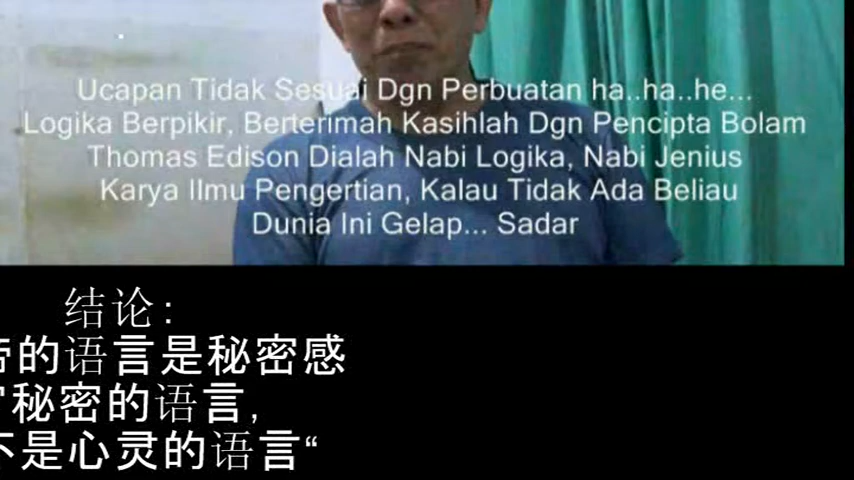 Ucapan Tidak Sesuai Dgn Perbuatan ha..ha..he...
Logika Berpikir, Berterimah Kasihlah Dgn Pencipta Bolam
Thomas Edison Dialah Nabi Logika, Nabi Jenius
Karya Ilmu Pengertian, Kalau Tidak Ada Beliau
Dunia Ini Gelap... Sadar
结论:
的语言是秘密感
秘密的语言,
不是心灵的语言“